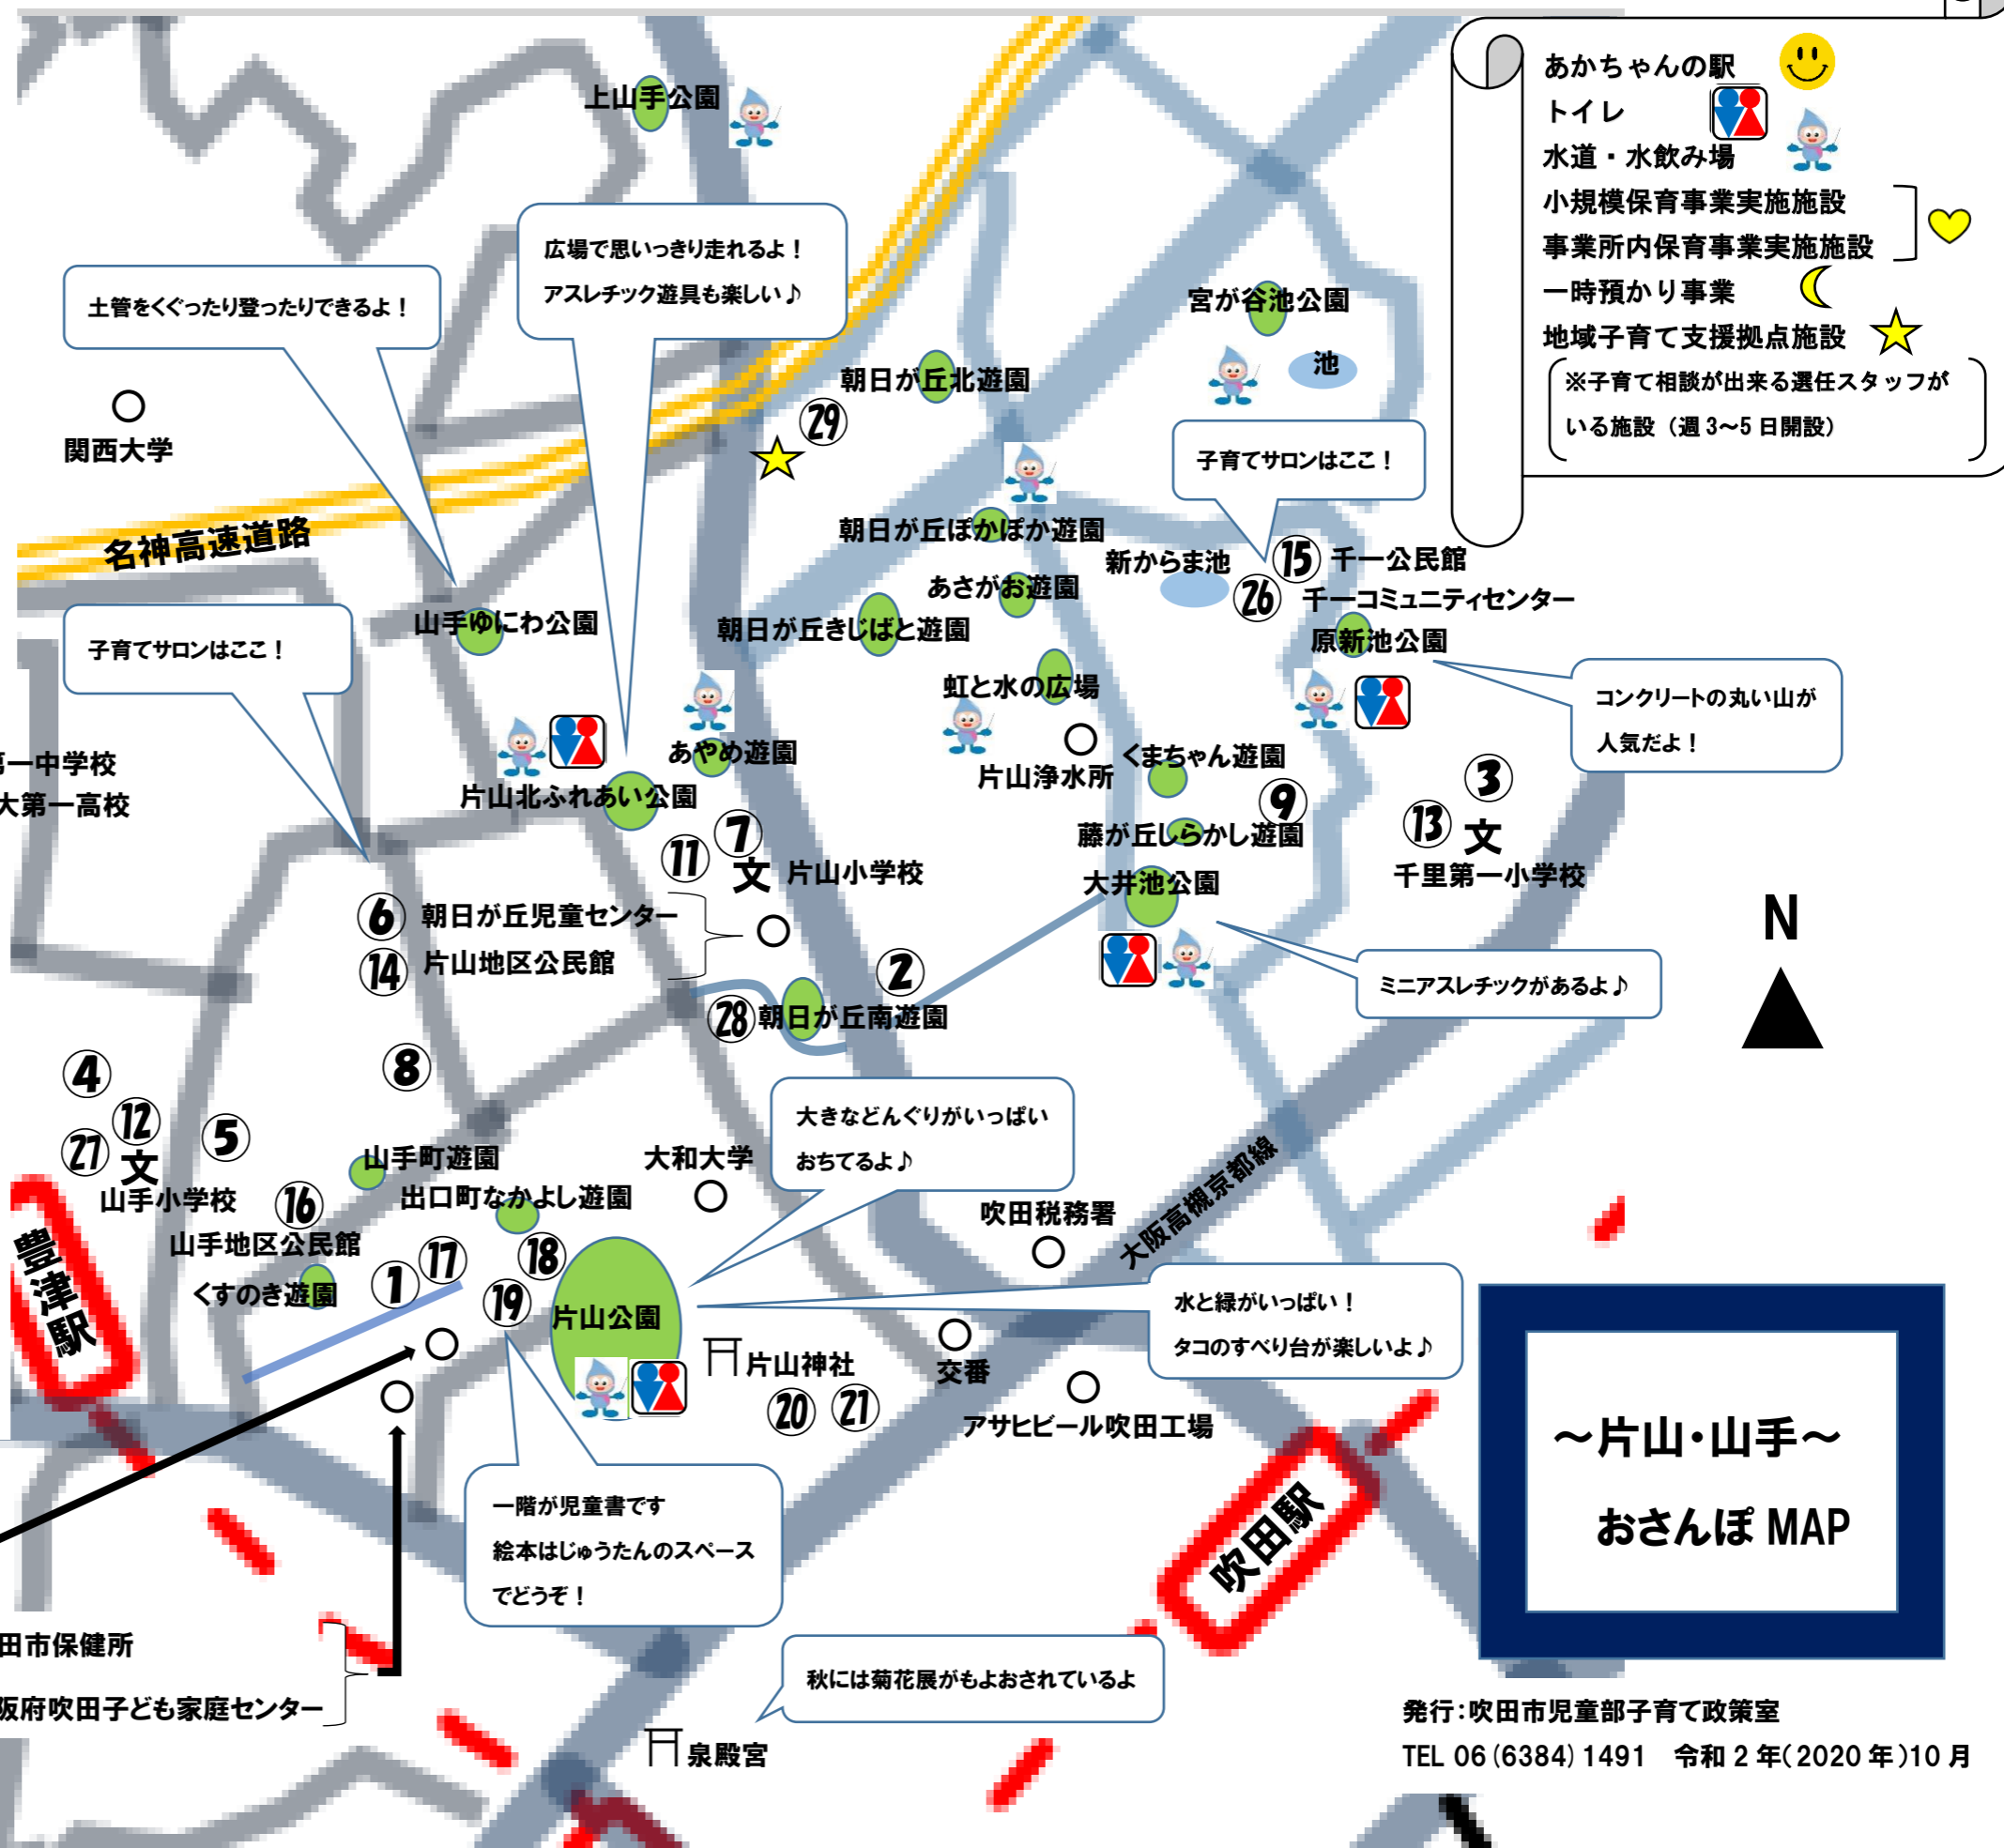 あかちゃんの駅
トイレ
水道・水飲み場
小規模保育事業実施施設
事業所内保育事業実施施設
一時預かり事業
地域子育て支援拠点施設
※子育て相談が出来る選任スタッフが
いる施設（週3～5日開設）
上山手公園
広場で思いっきり走れるよ！
アスレチック遊具も楽しい♪
土管をくぐったり登ったりできるよ！
宮が谷池公園
池
朝日が丘北遊園
㉙
関西大学
子育てサロンはここ！
名神高速道路
朝日が丘ぽかぽか遊園
新からま池
⑮ 千一公民館
あさがお遊園
㉖ 千一コミュニティセンター
山手ゆにわ公園
朝日が丘きじばと遊園
原新池公園
子育てサロンはここ！
虹と水の広場
コンクリートの丸い山が
人気だよ！
あやめ遊園
片山浄水所
くまちゃん遊園
第一中学校
大第一高校
片山北ふれあい公園
③
⑨
⑬ 文
千里第一小学校
⑦
⑪ 文 片山小学校
藤が丘しらかし遊園
大井池公園
N
⑥ 朝日が丘児童センター
⑭ 片山地区公民館
②
ミニアスレチックがあるよ♪
㉘ 朝日が丘南遊園
④
⑧
⑫
⑤
㉗ 文
山手小学校
大きなどんぐりがいっぱい
おちてるよ♪
山手町遊園
大和大学
出口町なかよし遊園
⑯
山手地区公民館
吹田税務署
大阪高槻京都線
豊津駅
くすのき遊園
①
⑰
⑱
⑲
片山公園
水と緑がいっぱい！
タコのすべり台が楽しいよ♪
片山神社
⑳
㉑
交番
アサヒビール吹田工場
～片山・山手～
おさんぽMAP
一階が児童書です
絵本はじゅうたんのスペース
でどうぞ！
吹田駅
田市保健所
阪府吹田子ども家庭センター
秋には菊花展がもよおされているよ
泉殿宮
発行：吹田市児童部子育て政策室
TEL 06(6384)1491　令和2年(2020年)10月